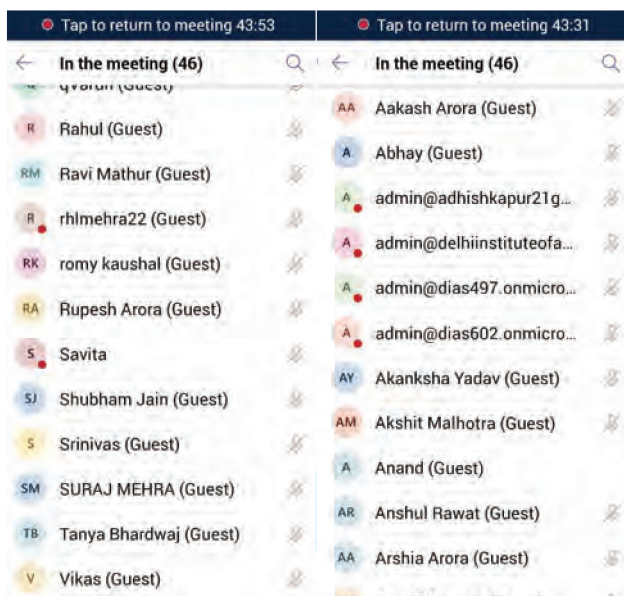 Tap to return to meeting 43:53
In the meeting (46)
qvarun (Guest)
R Rahul (Guest)
RM Ravi Mathur (Guest)
R rhlmehra22 (Guest)
RK romy kaushal (Guest)
RA Rupesh Arora (Guest)
S Savita
SJ Shubham Jain (Guest)
S Srinivas (Guest)
SM SURAJ MEHRA (Guest)
TB Tanya Bhardwaj (Guest)
V Vikas (Guest)
Tap to return to meeting 43:31
In the meeting (46)
AA Aakash Arora (Guest)
A Abhay (Guest)
A admin@adhishkapur21g...
A admin@delhiinstituteofa...
A admin@dias497.onmicro...
A admin@dias602.onmicro...
AY Akanksha Yadav (Guest)
AM Akshit Malhotra (Guest)
A Anand (Guest)
AR Anshul Rawat (Guest)
AA Arshia Arora (Guest)